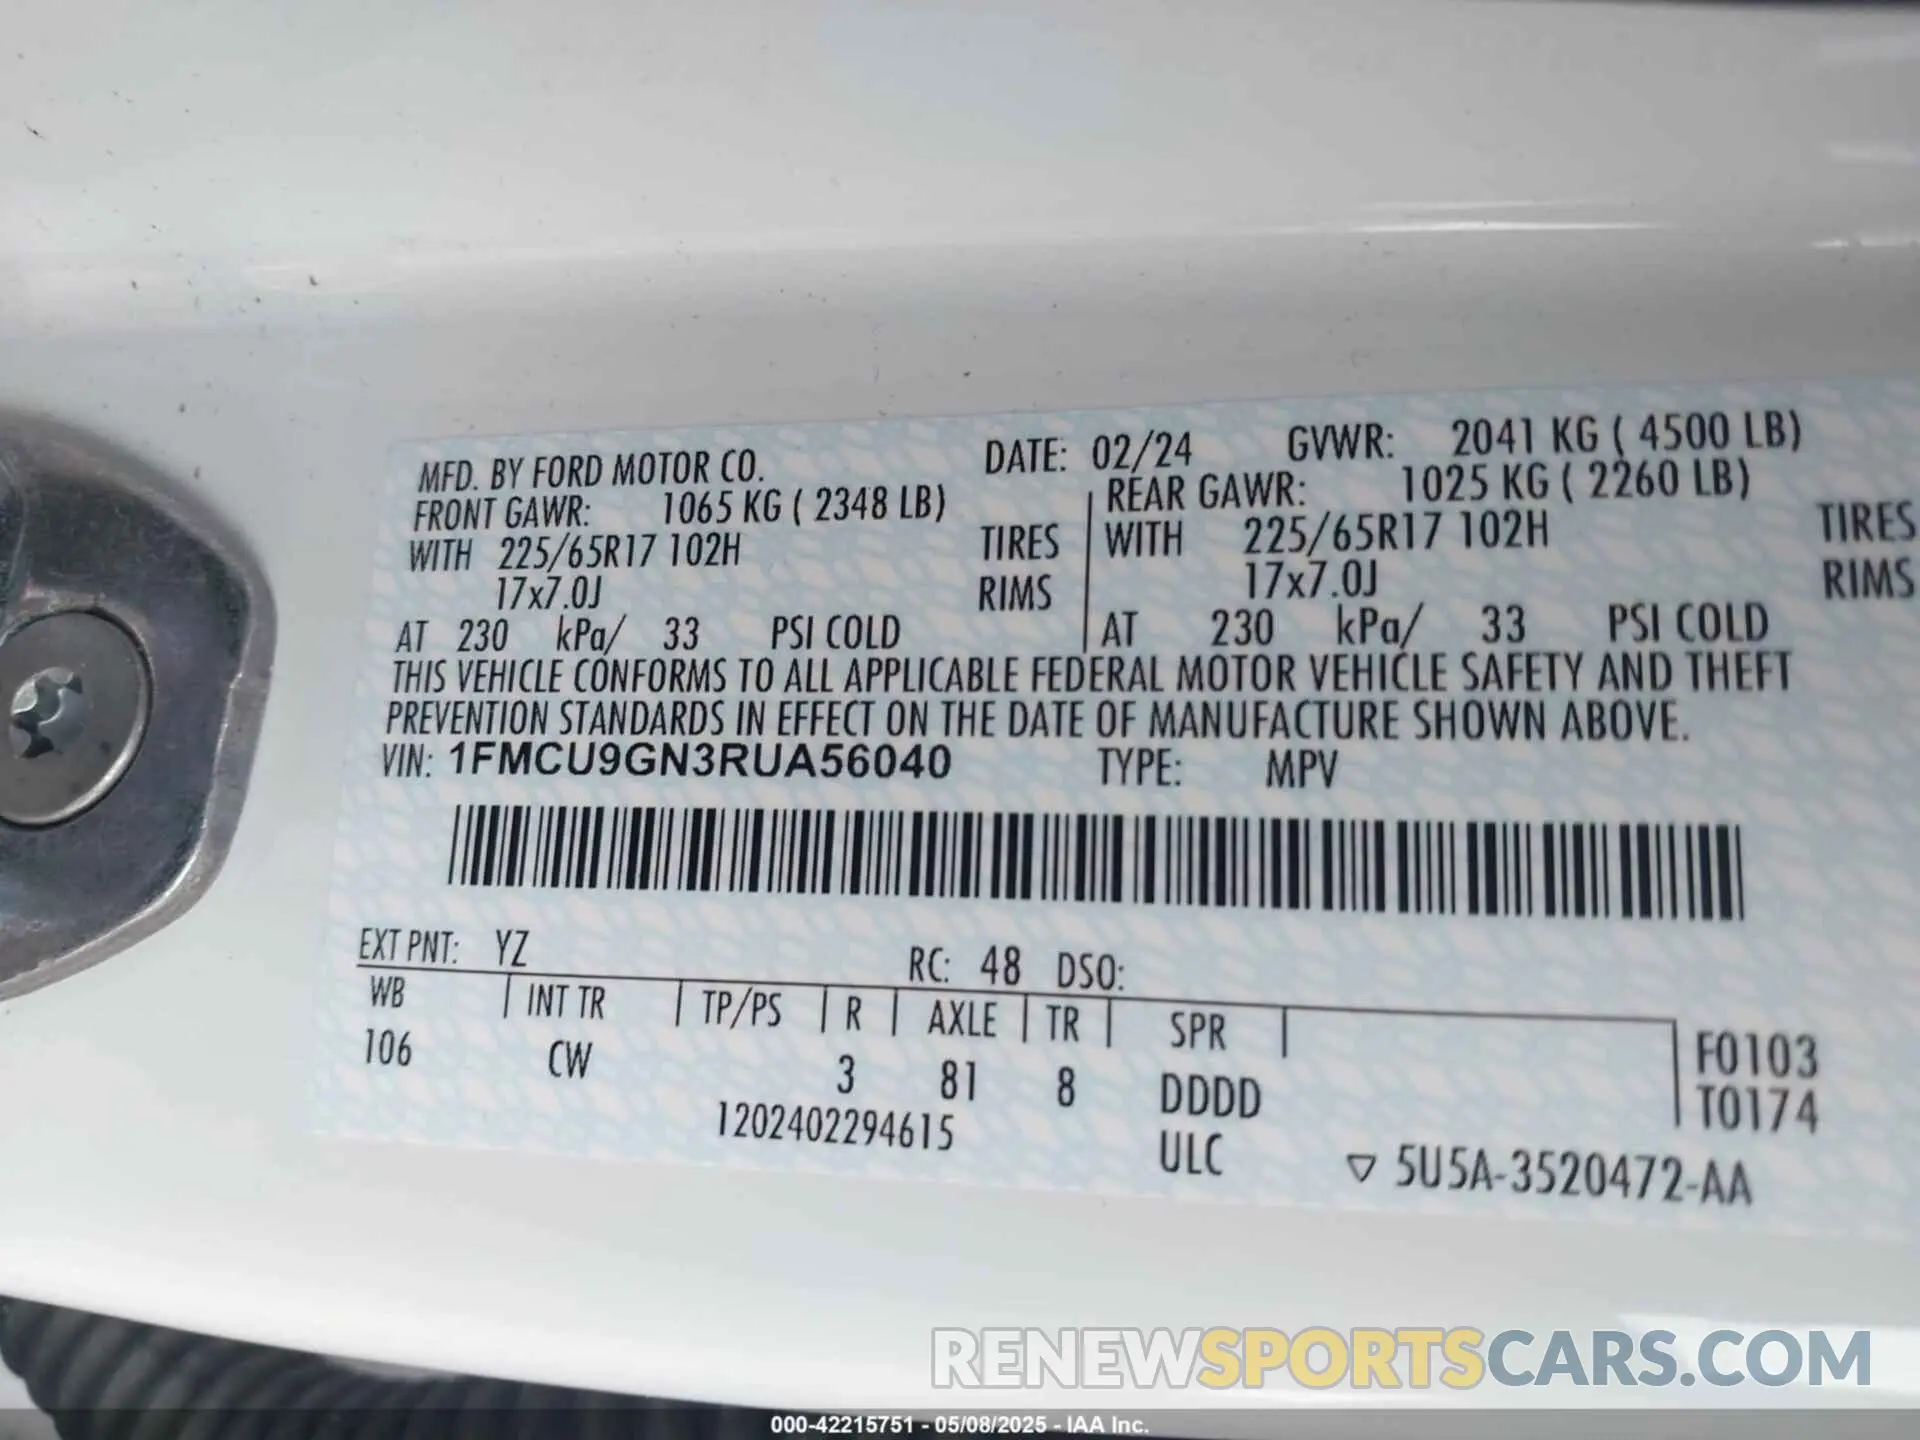 MFD. BY FORD MOTOR CO. DATE: 02/24 GVWR: 2041 KG ( 4500 LB)
FRONT GAWR: 1065 KG ( 2348 LB) REAR GAWR: 1025 KG ( 2260 LB)
WITH 225/65R17 102H TIRES WITH 225/65R17 102H TIRES
17x7.0J RIMS 17x7.0J RIMS
AT 230 kPa/ 33 PSI COLD AT 230 kPa/ 33 PSI COLD
THIS VEHICLE CONFORMS TO ALL APPLICABLE FEDERAL MOTOR VEHICLE SAFETY AND THEFT
PREVENTION STANDARDS IN EFFECT ON THE DATE OF MANUFACTURE SHOWN ABOVE.
VIN: 1FMCU9GN3RUA56040 TYPE: MPV
EXT PNT: YZ RC: 48 DSO:
WB INT TR TP/PS R AXLE TR SPR F0103
106 CW 3 81 8 DDDD T0174
1202402294615 ULC ▽ 5U5A-3520472-AA
RENEWSPORTSCARS.COM
000-42215751 - 05/08/2025 - IAA Inc.